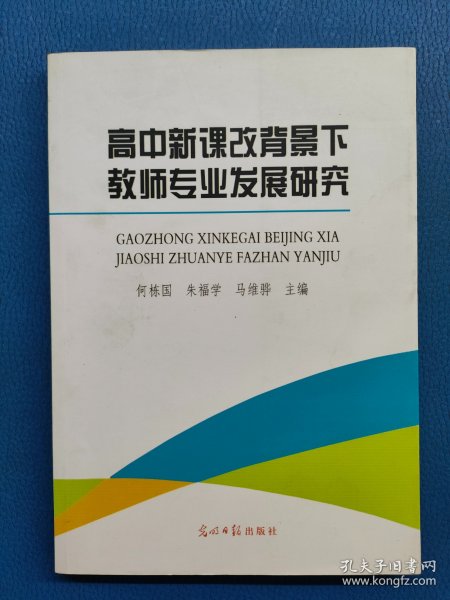 高中新课改背景下
教师专业发展研究
GAOZHONG XINKEGAI BEIJING XIA
JIAOSHI ZHUANYE FAZHAN YANJIU
何栋国 朱福学 马维骅 主编
光明日报出版社
孔夫子旧书网
www.kongfz.com